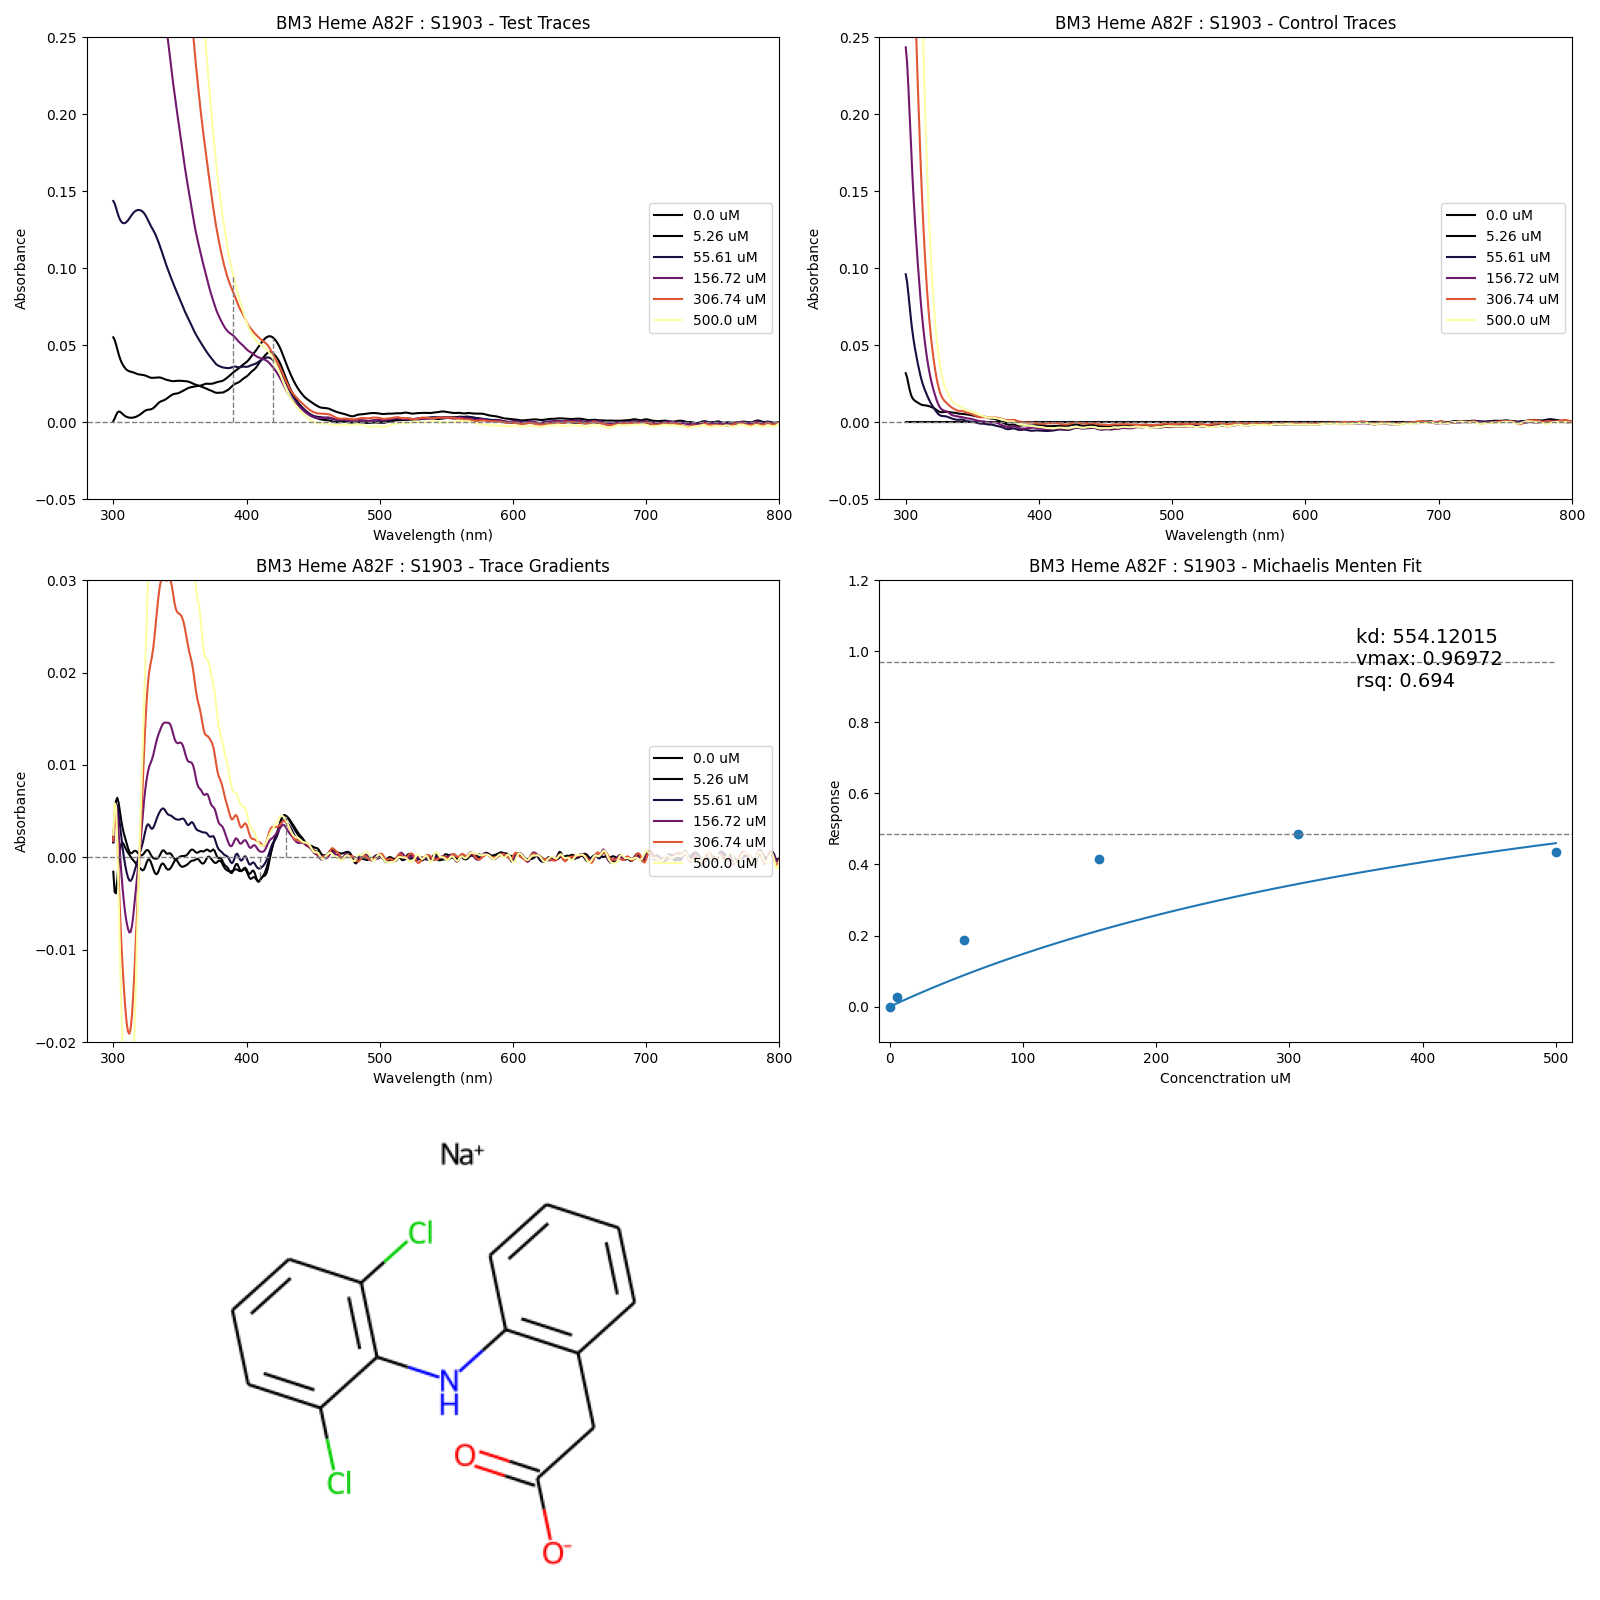 BM3 Heme A82F : S1903 - Test Traces
0.25
0.20
0.15
0.10
0.05
0.00
−0.05
Absorbance
0.0 uM
5.26 uM
55.61 uM
156.72 uM
306.74 uM
500.0 uM
300 400 500 600 700 800
Wavelength (nm)
BM3 Heme A82F : S1903 - Control Traces
0.25
0.20
0.15
0.10
0.05
0.00
−0.05
Absorbance
0.0 uM
5.26 uM
55.61 uM
156.72 uM
306.74 uM
500.0 uM
300 400 500 600 700 800
Wavelength (nm)
BM3 Heme A82F : S1903 - Trace Gradients
0.03
0.02
0.01
0.00
−0.01
−0.02
Absorbance
0.0 uM
5.26 uM
55.61 uM
156.72 uM
306.74 uM
500.0 uM
300 400 500 600 700 800
Wavelength (nm)
BM3 Heme A82F : S1903 - Michaelis Menten Fit
1.2
1.0
0.8
0.6
0.4
0.2
0.0
Response
kd: 554.12015
vmax: 0.96972
rsq: 0.694
0 100 200 300 400 500
Concenctration uM
Na+
Cl
N
H
O
Cl
O-